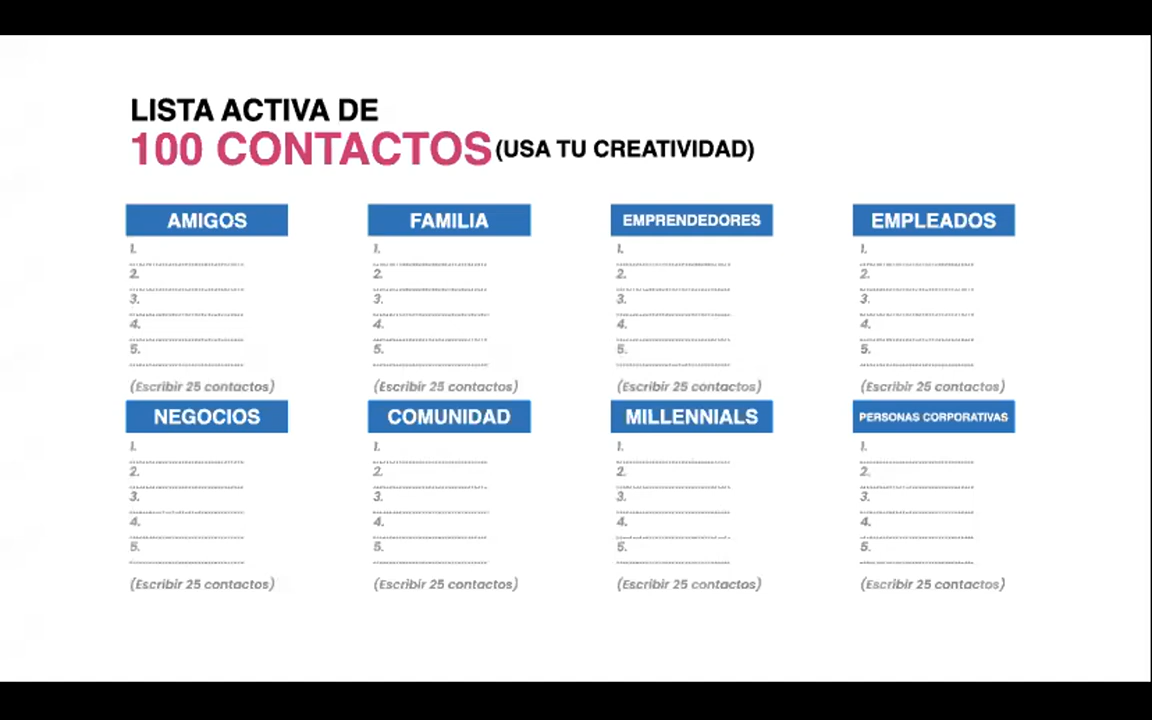 LISTA ACTIVA DE
100 CONTACTOS (USA TU CREATIVIDAD)
AMIGOS
1.
2.
3.
4.
5.
(Escribir 25 contactos)
FAMILIA
1.
2.
3.
4.
5.
(Escribir 25 contactos)
EMPRENDEDORES
1.
2.
3.
4.
5.
(Escribir 25 contactos)
EMPLEADOS
1.
2.
3.
4.
5.
(Escribir 25 contactos)
NEGOCIOS
1.
2.
3.
4.
5.
(Escribir 25 contactos)
COMUNIDAD
1.
2.
3.
4.
5.
(Escribir 25 contactos)
MILLENNIALS
1.
2.
3.
4.
5.
(Escribir 25 contactos)
PERSONAS CORPORATIVAS
1.
2.
3.
4.
5.
(Escribir 25 contactos)